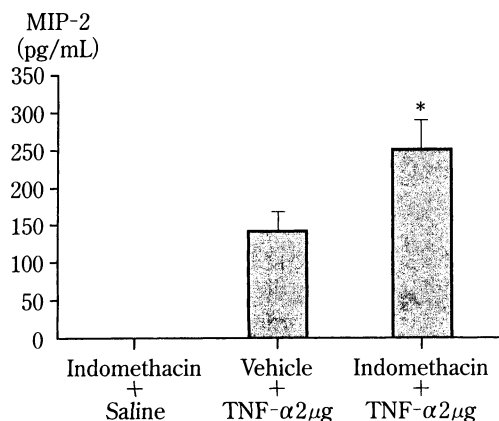 MIP-2
(pg/mL)
350
300
250
200
150
100
50
0
*
Indomethacin
+
Saline
Vehicle
+
TNF-α2μg
Indomethacin
+
TNF-α2μg